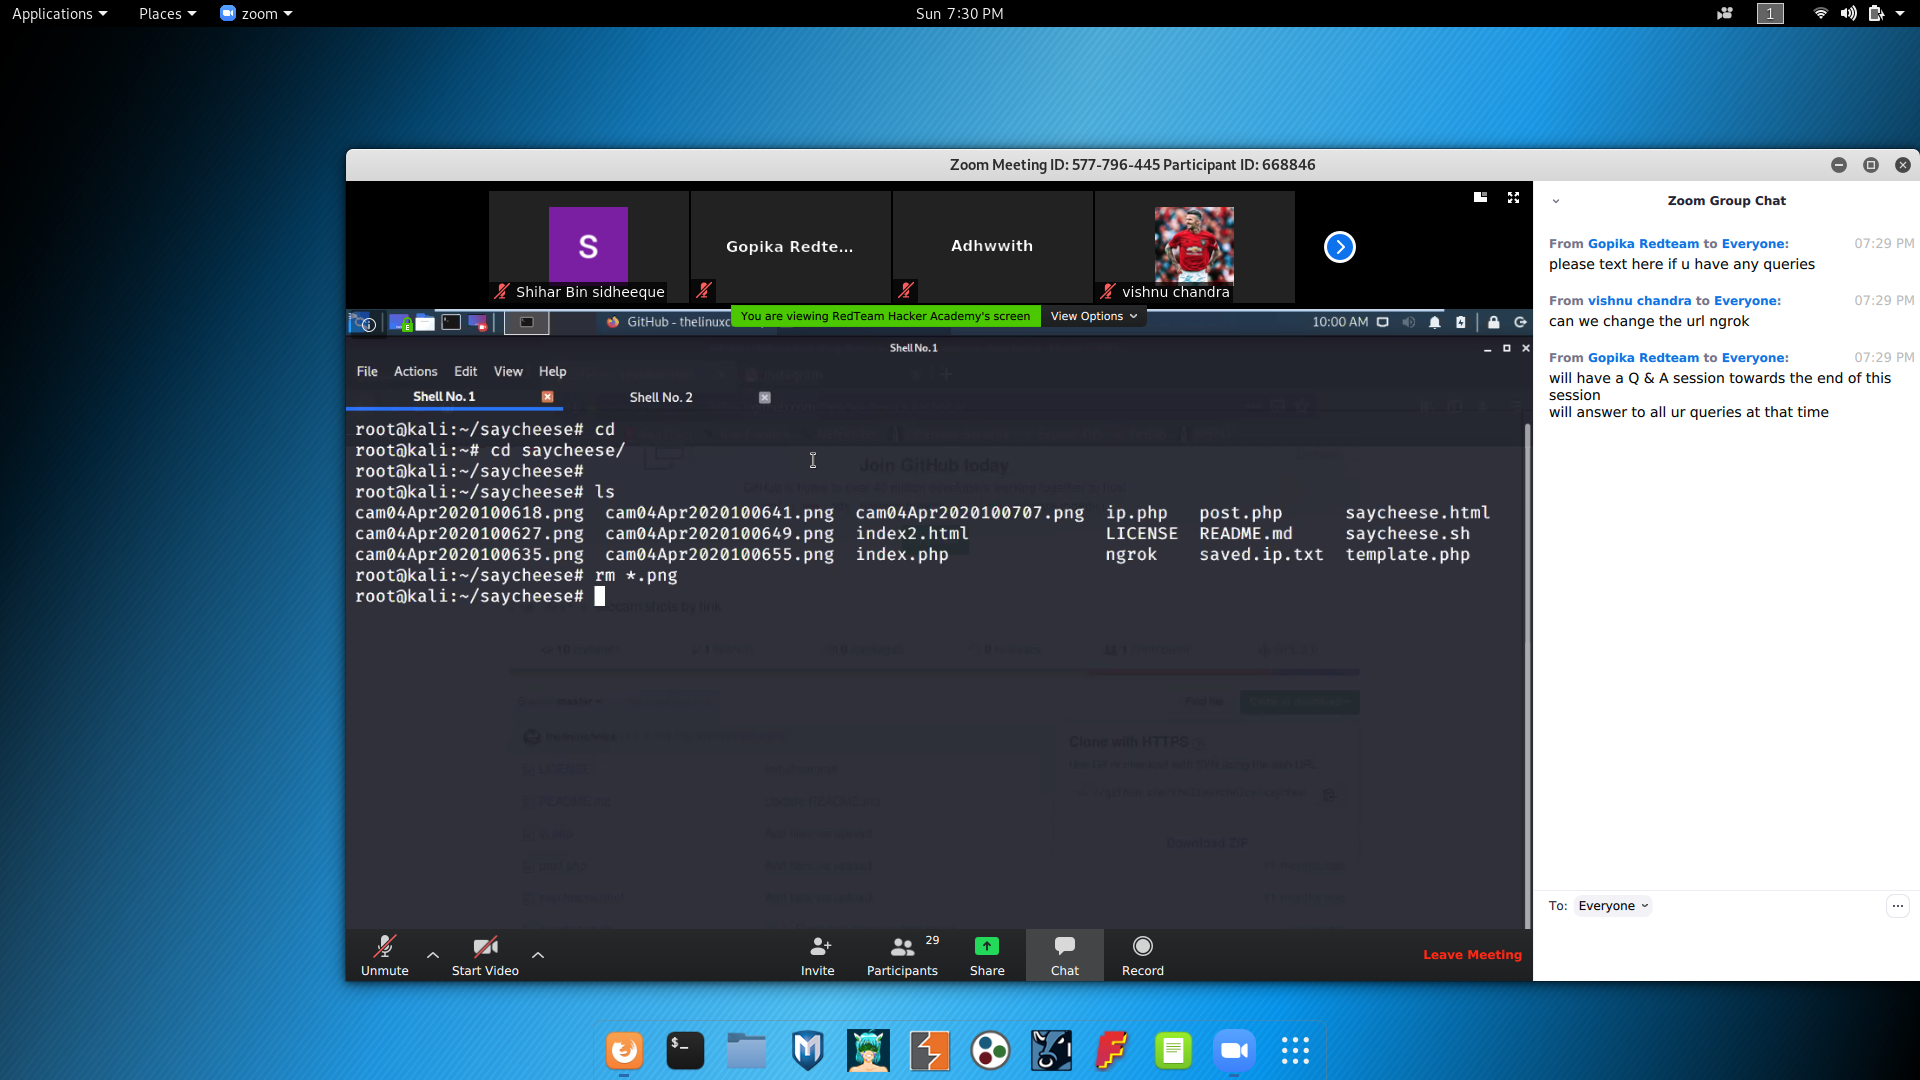 Applications
Places
zoom
Sun 7:30 PM
1
Zoom Meeting ID: 577-796-445 Participant ID: 668846
S
Shihar Bin sidheeque
Gopika Redte...
Adhwwith
vishnu chandra
GitHub - thelinuxc
You are viewing RedTeam Hacker Academy's screen
View Options
10:00 AM
Shell No.1
File Actions Edit View Help
Shell No.1
Shell No. 2
root@kali:~/saycheese# cd
root@kali:~# cd saycheese/
root@kali:~/saycheese#
root@kali:~/saycheese# ls
cam04Apr2020100618.png cam04Apr2020100641.png cam04Apr2020100707.png ip.php post.php saycheese.html
cam04Apr2020100627.png cam04Apr2020100649.png index2.html LICENSE README.md saycheese.sh
cam04Apr2020100635.png cam04Apr2020100655.png index.php ngrok saved.ip.txt template.php
root@kali:~/saycheese# rm *.png
root@kali:~/saycheese#
Join GitHub today
Clone with HTTPS
Download ZIP
Unmute
Start Video
Invite
29
Participants
Share
Chat
Record
Leave Meeting
Zoom Group Chat
From Gopika Redteam to Everyone: 07:29 PM
please text here if u have any queries
From vishnu chandra to Everyone: 07:29 PM
can we change the url ngrok
From Gopika Redteam to Everyone: 07:29 PM
will have a Q & A session towards the end of this
session
will answer to all ur queries at that time
To: Everyone
$_